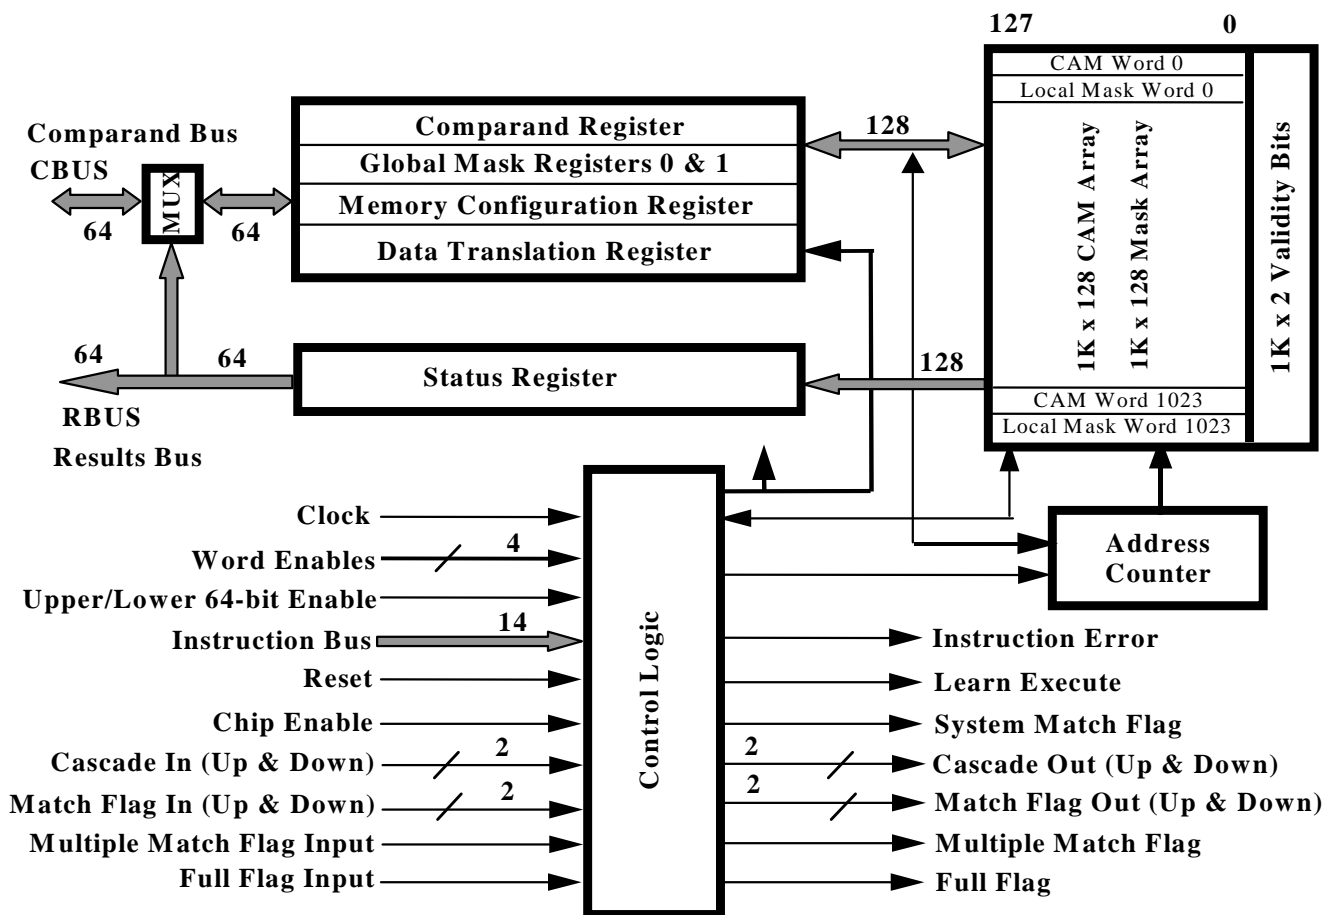 127 0
CAM Word 0
Local Mask Word 0
1K x 128 CAM Array
1K x 128 Mask Array
1K x 2 Validity Bits
CAM Word 1023
Local Mask Word 1023
Comparand Bus
CBUS
64
MUX
64
Comparand Register
Global Mask Registers 0 & 1
Memory Configuration Register
Data Translation Register
128
64
64
RBUS
Results Bus
Status Register
128
Address
Counter
Control Logic
Clock
Word Enables
4
Upper/Lower 64-bit Enable
Instruction Bus
14
Reset
Chip Enable
Cascade In (Up & Down)
2
Match Flag In (Up & Down)
2
Multiple Match Flag Input
Full Flag Input
Instruction Error
Learn Execute
System Match Flag
2
Cascade Out (Up & Down)
2
Match Flag Out (Up & Down)
Multiple Match Flag
Full Flag